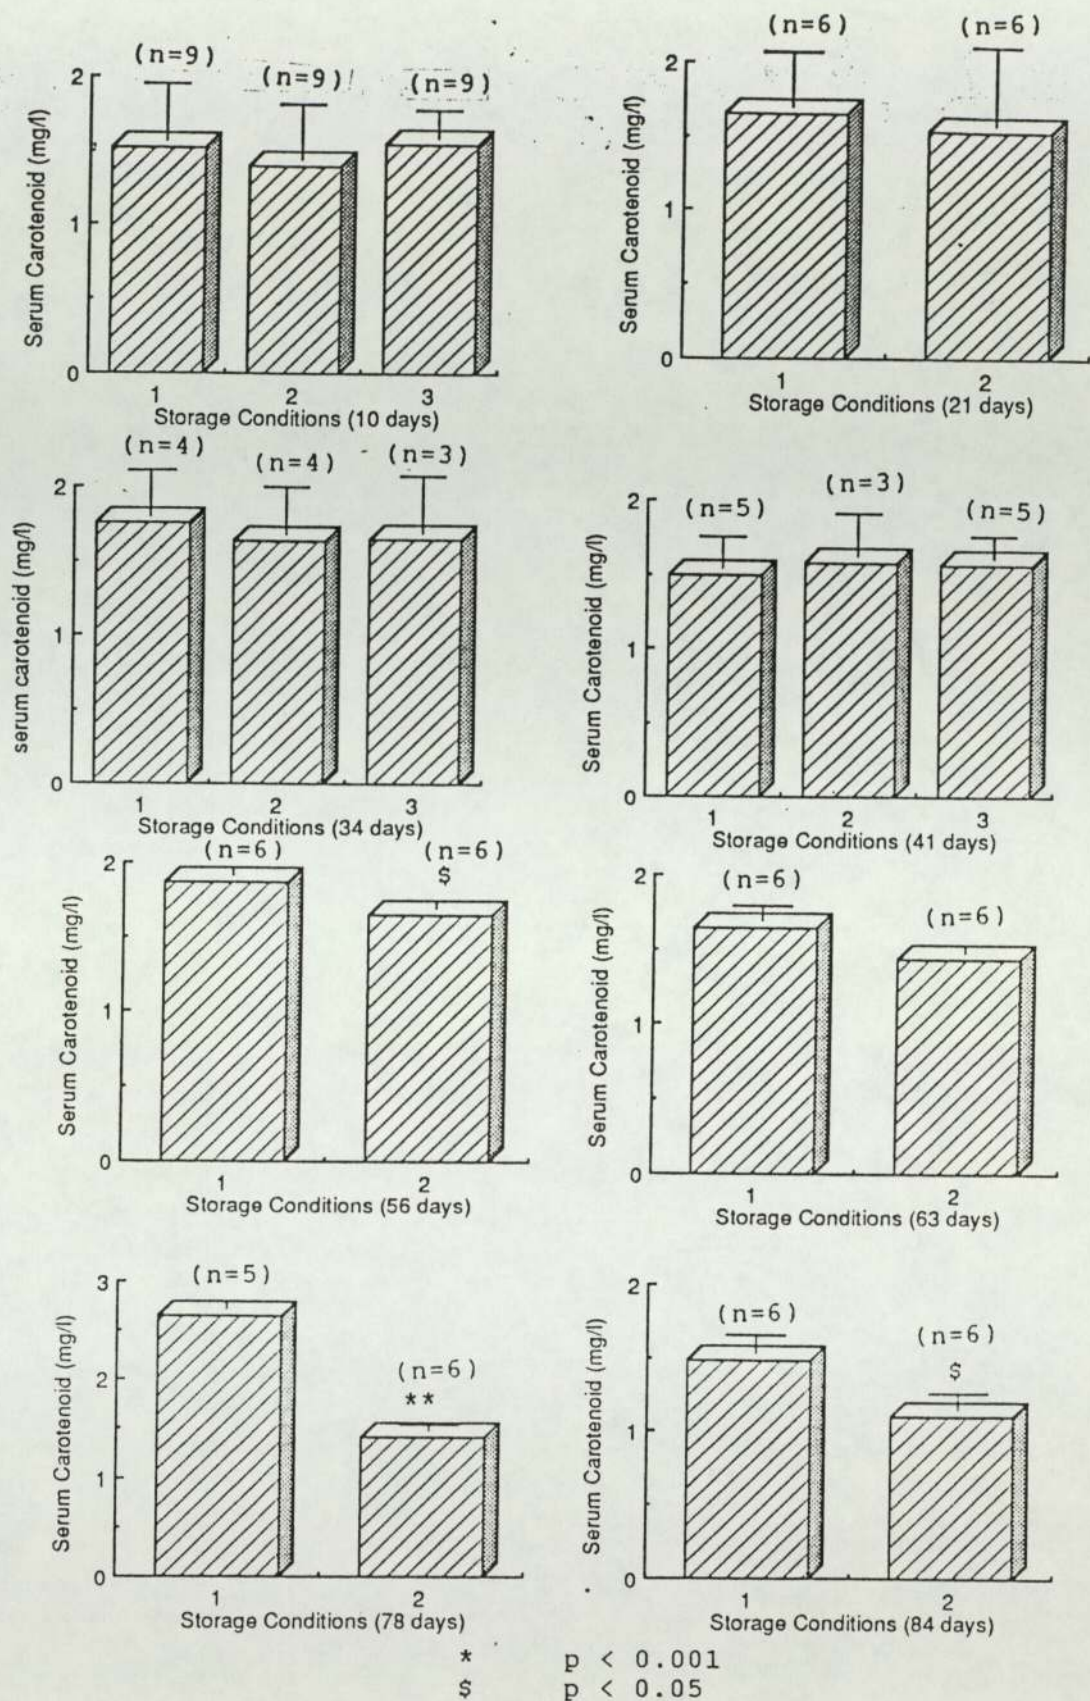 (n=9)
(n=9)
(n=9)
Serum Carotenoid (mg/l)
2
1
0
1 2 3
Storage Conditions (10 days)
(n=6)
(n=6)
Serum Carotenoid (mg/l)
2
1
0
1 2
Storage Conditions (21 days)
(n=4)
(n=4)
(n=3)
serum carotenoid (mg/l)
2
1
0
1 2 3
Storage Conditions (34 days)
(n=5)
(n=3)
(n=5)
Serum Carotenoid (mg/l)
2
1
0
1 2 3
Storage Conditions (41 days)
(n=6)
(n=6)
$
Serum Carotenoid (mg/l)
2
1
0
1 2
Storage Conditions (56 days)
(n=6)
(n=6)
Serum Carotenoid (mg/l)
2
1
0
1 2
Storage Conditions (63 days)
(n=5)
(n=6)
**
Serum Carotenoid (mg/l)
3
2
1
0
1 2
Storage Conditions (78 days)
(n=6)
(n=6)
$
Serum Carotenoid (mg/l)
2
1
0
1 2
Storage Conditions (84 days)
* p < 0.001
$ p < 0.05